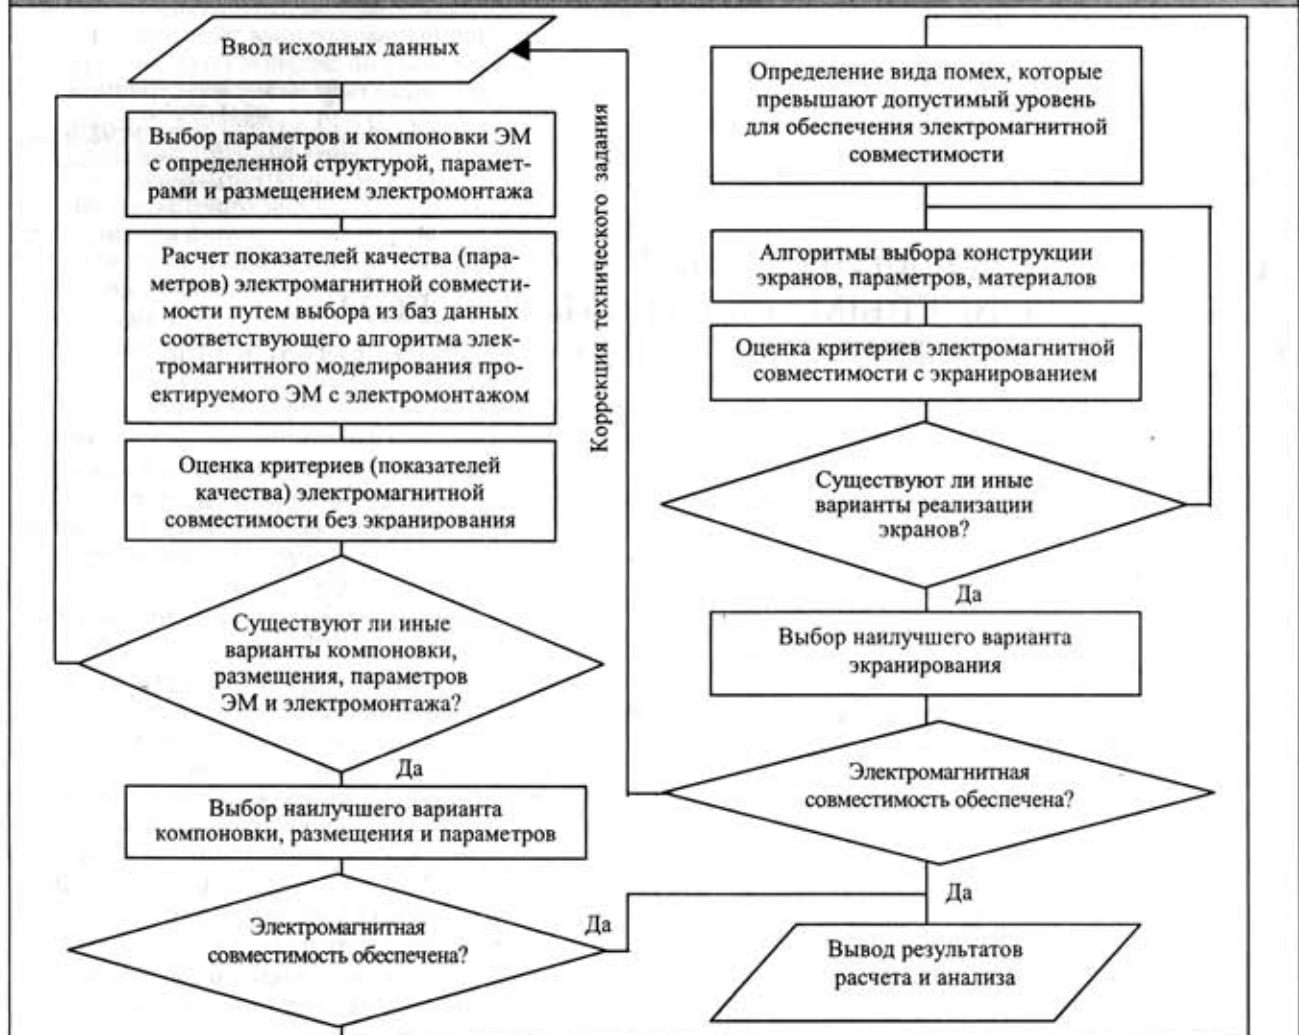 Ввод исходных данных
Выбор параметров и компоновки ЭМ
с определенной структурой, парамет-
рами и размещением электромонтажа
Расчет показателей качества (пара-
метров) электромагнитной совмести-
мости путем выбора из баз данных
соответствующего алгоритма элек-
тромагнитного моделирования про-
ектируемого ЭМ с электромонтажом
Оценка критериев (показателей
качества) электромагнитной
совместимости без экранирования
Существуют ли иные
варианты компоновки,
размещения, параметров
ЭМ и электромонтажа?
Да
Выбор наилучшего варианта
компоновки, размещения и параметров
Электромагнитная
совместимость обеспечена?
Да
Коррекция технического задания
Определение вида помех, которые
превышают допустимый уровень
для обеспечения электромагнитной
совместимости
Алгоритмы выбора конструкции
экранов, параметров, материалов
Оценка критериев электромагнитной
совместимости с экранированием
Существуют ли иные
варианты реализации
экранов?
Да
Выбор наилучшего варианта
экранирования
Электромагнитная
совместимость обеспечена?
Да
Вывод результатов
расчета и анализа